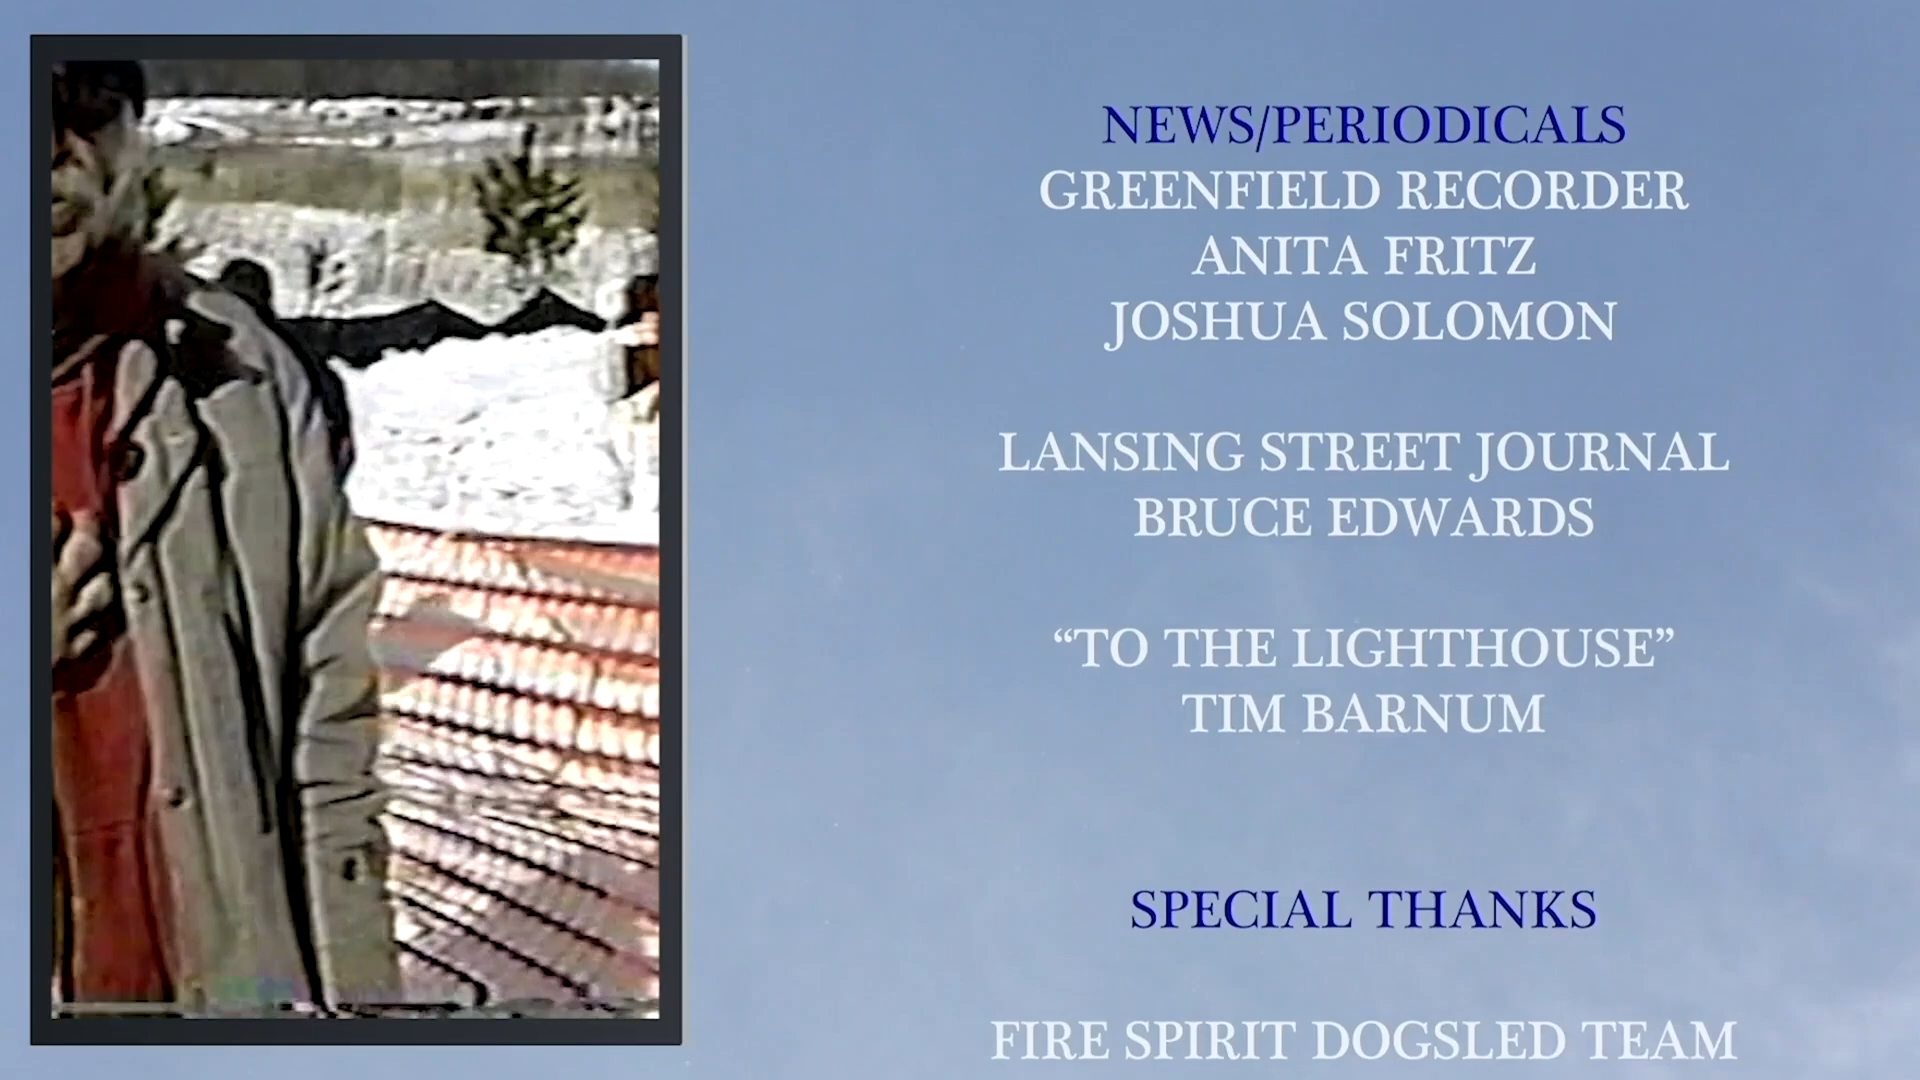 NEWS/PERIODICALS
GREENFIELD RECORDER
ANITA FRITZ
JOSHUA SOLOMON
LANSING STREET JOURNAL
BRUCE EDWARDS
“TO THE LIGHTHOUSE”
TIM BARNUM
SPECIAL THANKS
FIRE SPIRIT DOGSLED TEAM